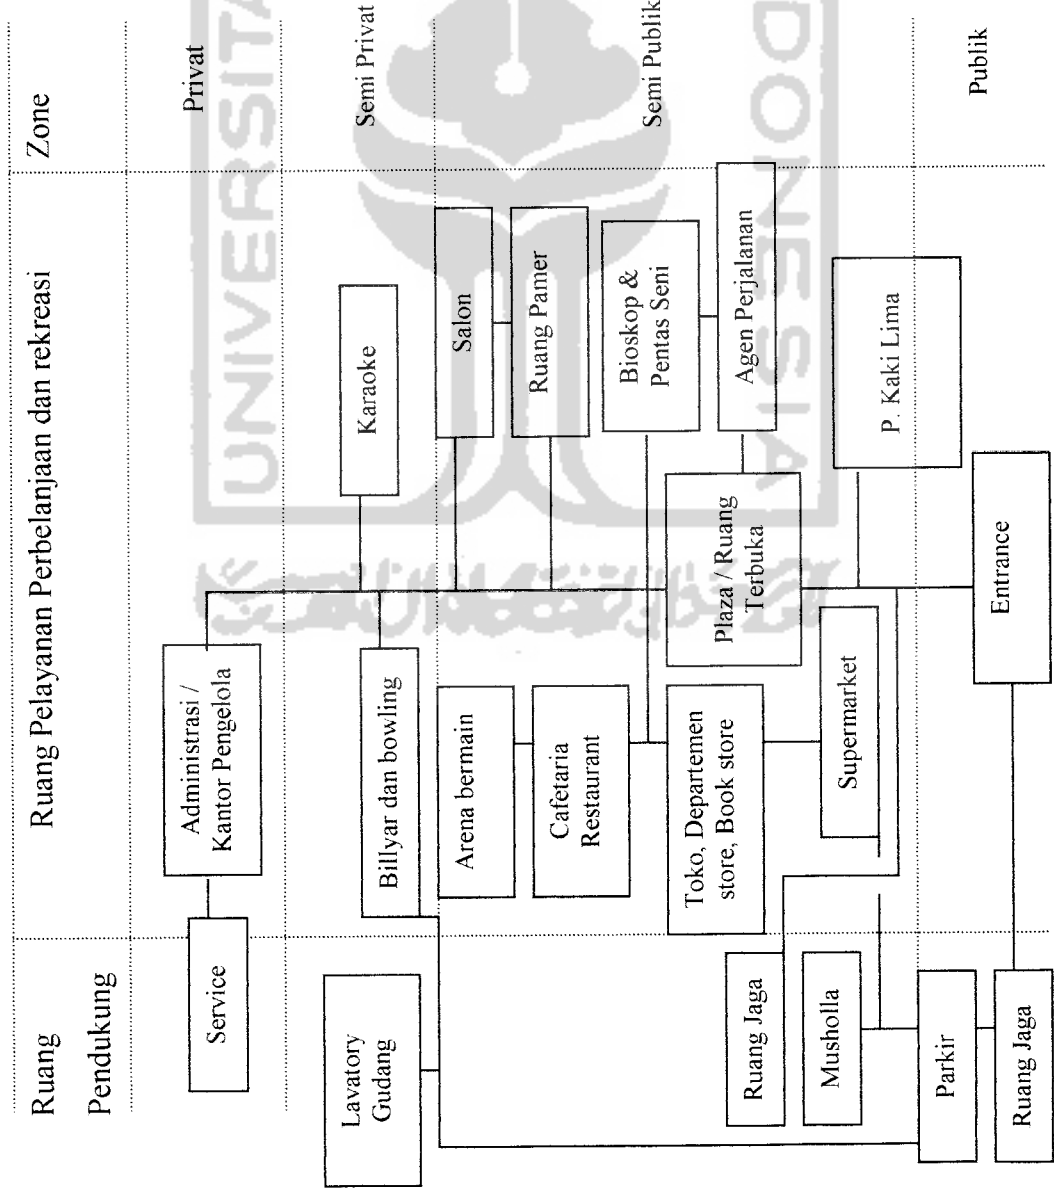 Ruang
Pendukung
Ruang Pelayanan Perbelanjaan dan rekreasi
Zone
Service
Administrasi /
Kantor Pengelola
Privat
Lavatory
Gudang
Billyar dan bowling
Karaoke
Semi Privat
Arena bermain
Salon
Cafetaria
Restaurant
Ruang Pamer
Bioskop &
Pentas Seni
Semi Publik
Toko, Departemen
store, Book store
Plaza / Ruang
Terbuka
Agen Perjalanan
Ruang Jaga
Musholla
Supermarket
P. Kaki Lima
Parkir
Publik
Ruang Jaga
Entrance
UNIVERSITA
DONESIA